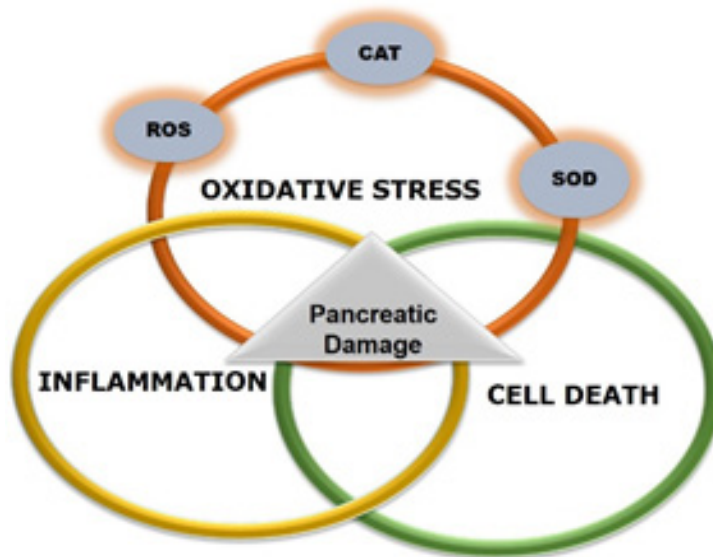 CAT
ROS
SOD
OXIDATIVE STRESS
Pancreatic
Damage
INFLAMMATION
CELL DEATH